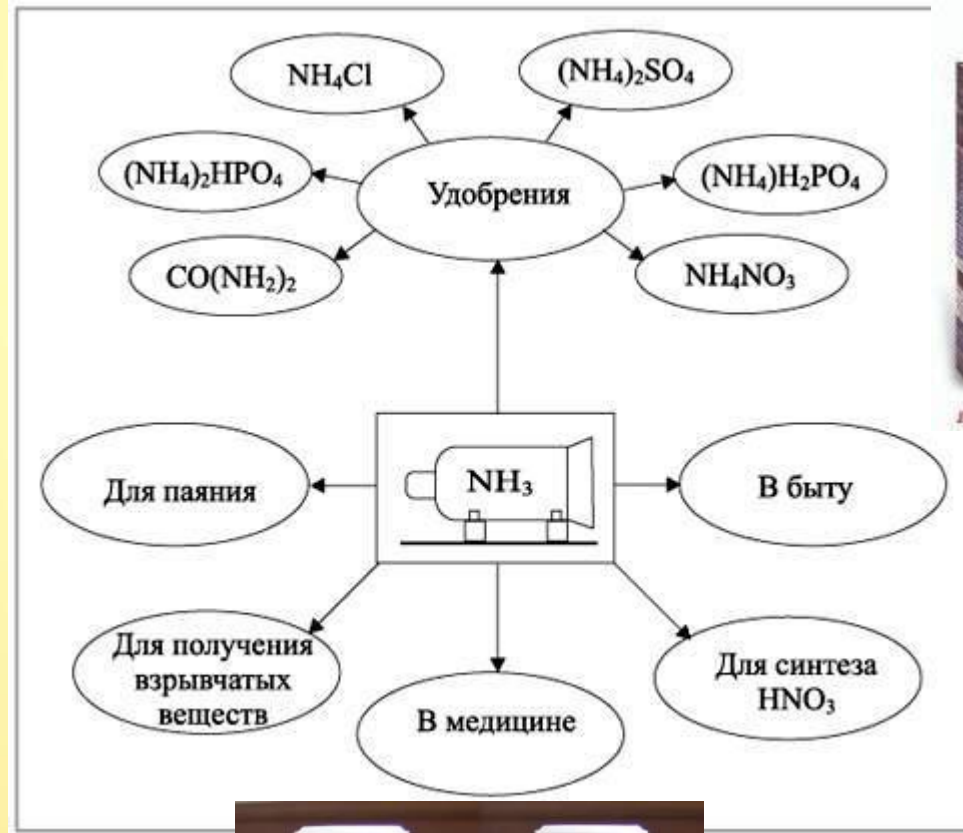 NH₄Cl
(NH₄)₂SO₄
(NH₄)₂HPO₄
Удобрения
(NH₄)H₂PO₄
CO(NH₂)₂
NH₄NO₃
Для паяния
NH₃
В быту
Для получения
взрывчатых
веществ
В медицине
Для синтеза
HNO₃